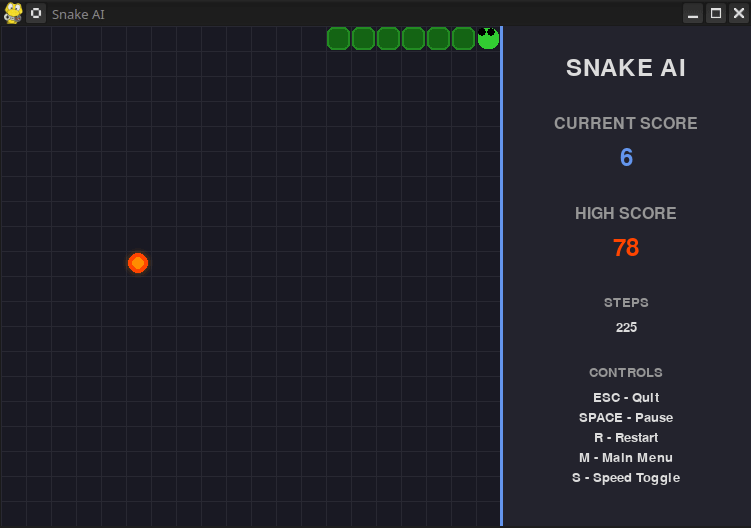 Snake AI
SNAKE AI
CURRENT SCORE
6
HIGH SCORE
78
STEPS
225
CONTROLS
ESC - Quit
SPACE - Pause
R - Restart
M - Main Menu
S - Speed Toggle